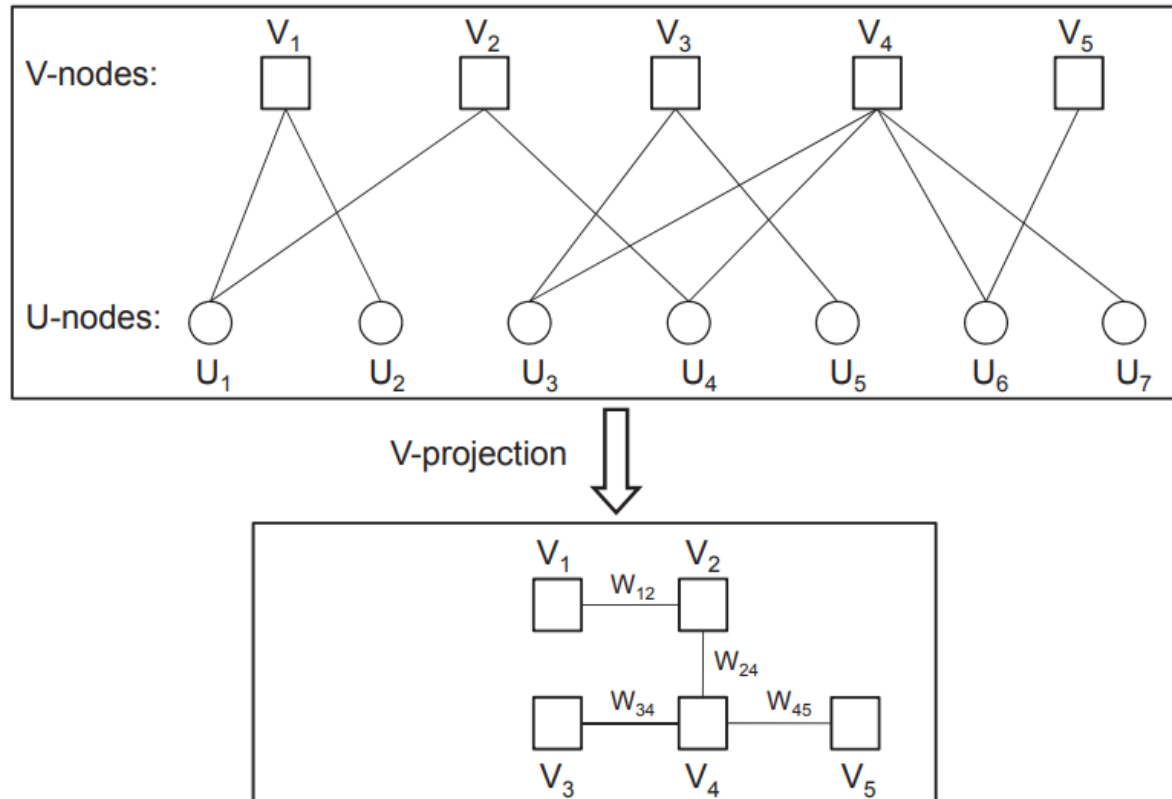 V₁ V₂ V₃ V₄ V₅
V-nodes:
U-nodes:
U₁ U₂ U₃ U₄ U₅ U₆ U₇
V-projection
V₁ V₂
W₁₂
W₂₄
W₃₄ W₄₅
V₃ V₄ V₅